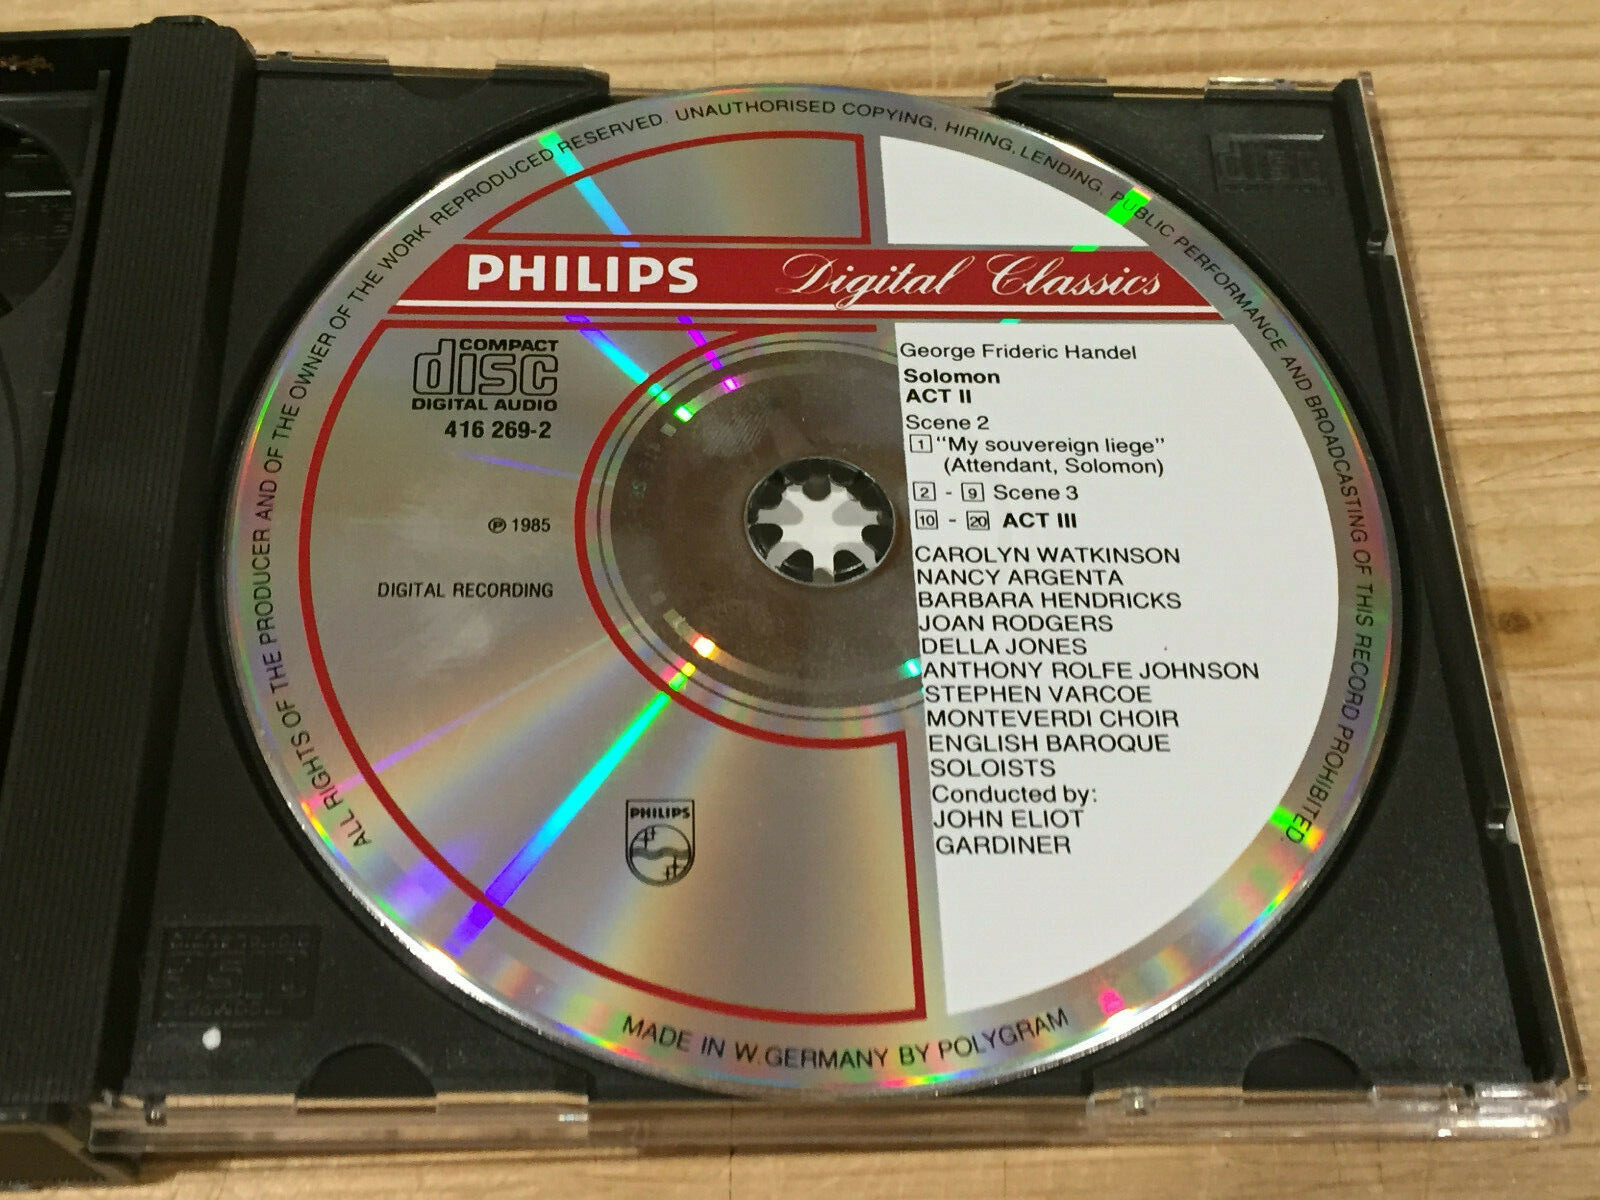 ALL RIGHTS OF THE PRODUCER AND OF THE OWNER OF THE WORK REPRODUCED RESERVED. UNAUTHORISED COPYING, HIRING, LENDING, PUBLIC PERFORMANCE AND BROADCASTING OF THIS RECORD PROHIBITED
PHILIPS Digital Classics
COMPACT
disc
DIGITAL AUDIO
416 269-2
℗ 1985
DIGITAL RECORDING
PHILIPS
George Frideric Handel
Solomon
ACT II
Scene 2
1 "My souvereign liege"
(Attendant, Solomon)
2 - 9 Scene 3
10 - 20 ACT III
CAROLYN WATKINSON
NANCY ARGENTA
BARBARA HENDRICKS
JOAN RODGERS
DELLA JONES
ANTHONY ROLFE JOHNSON
STEPHEN VARCOE
MONTEVERDI CHOIR
ENGLISH BAROQUE
SOLOISTS
Conducted by:
JOHN ELIOT
GARDINER
MADE IN W.GERMANY BY POLYGRAM